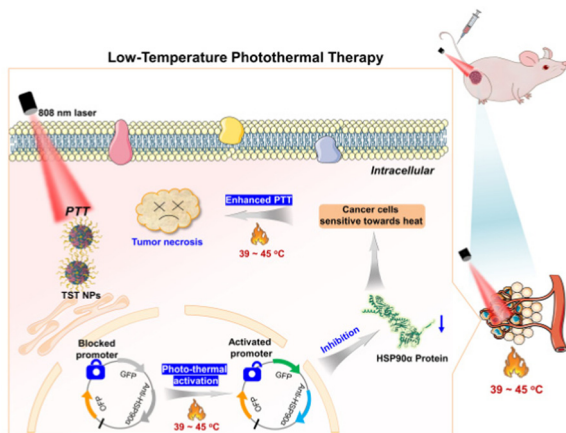 Low-Temperature Photothermal Therapy
808 nm laser
Intracellular
PTT
TST NPs
Tumor necrosis
Enhanced PTT
39 ~ 45 °C
Cancer cells
sensitive towards heat
Inhibition
HSP90α Protein
39 ~ 45 °C
Blocked
promoter
GFP
Anti-HSP90α
OFP
Photo-thermal
activation
39 ~ 45 °C
Activated
promoter
GFP
Anti-HSP90α
OFP